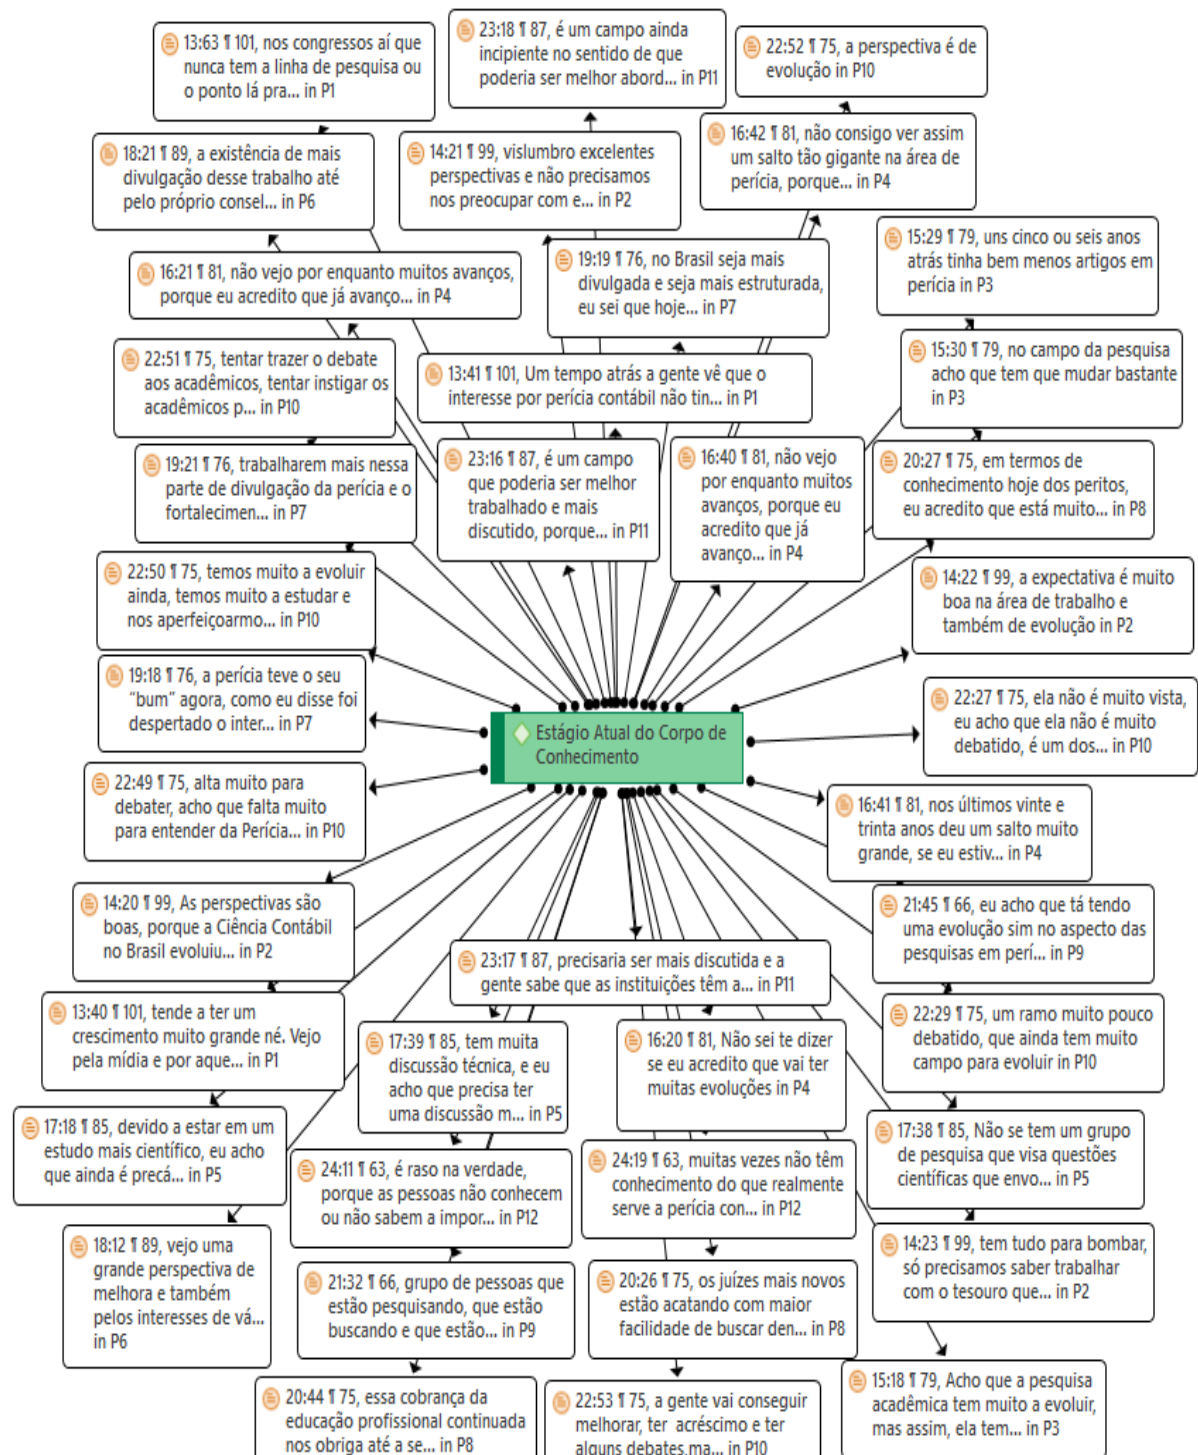 13:63 ¶ 101, nos congressos aí que
nunca tem a linha de pesquisa ou
o ponto lá pra... in P1
23:18 ¶ 87, é um campo ainda
incipiente no sentido de que
poderia ser melhor abord... in P11
22:52 ¶ 75, a perspectiva é de
evolução in P10
18:21 ¶ 89, a existência de mais
divulgação desse trabalho até
pelo próprio consel... in P6
14:21 ¶ 99, vislumbro excelentes
perspectivas e não precisamos
nos preocupar com e... in P2
16:42 ¶ 81, não consigo ver assim
um salto tão gigante na área de
perícia, porque... in P4
16:21 ¶ 81, não vejo por enquanto muitos avanços,
porque eu acredito que já avanço... in P4
19:19 ¶ 76, no Brasil seja mais
divulgada e seja mais estruturada,
eu sei que hoje... in P7
15:29 ¶ 79, uns cinco ou seis anos
atrás tinha bem menos artigos em
perícia in P3
22:51 ¶ 75, tentar trazer o debate
aos acadêmicos, tentar instigar os
acadêmicos p... in P10
13:41 ¶ 101, Um tempo atrás a gente vê que o
interesse por perícia contábil não tin... in P1
15:30 ¶ 79, no campo da pesquisa
acho que tem que mudar bastante
in P3
19:21 ¶ 76, trabalharem mais nessa
parte de divulgação da perícia e o
fortalecimen... in P7
23:16 ¶ 87, é um campo
que poderia ser melhor
trabalhado e mais
discutido, porque... in P11
16:40 ¶ 81, não vejo
por enquanto muitos
avanços, porque eu
acredito que já
avanço... in P4
20:27 ¶ 75, em termos de
conhecimento hoje dos peritos,
eu acredito que está muito... in P8
22:50 ¶ 75, temos muito a evoluir
ainda, temos muito a estudar e
nos aperfeiçoarmo... in P10
14:22 ¶ 99, a expectativa é muito
boa na área de trabalho e
também de evolução in P2
19:18 ¶ 76, a perícia teve o seu
“bum” agora, como eu disse foi
despertado o inter... in P7
Estágio Atual do Corpo de
Conhecimento
22:27 ¶ 75, ela não é muito vista,
eu acho que ela não é muito
debatido, é um dos... in P10
22:49 ¶ 75, alta muito para
debater, acho que falta muito
para entender da Perícia... in P10
16:41 ¶ 81, nos últimos vinte e
trinta anos deu um salto muito
grande, se eu estiv... in P4
14:20 ¶ 99, As perspectivas são
boas, porque a Ciência Contábil
no Brasil evoluiu... in P2
21:45 ¶ 66, eu acho que tá tendo
uma evolução sim no aspecto das
pesquisas em perí... in P9
23:17 ¶ 87, precisaria ser mais discutida e a
gente sabe que as instituições têm a... in P11
13:40 ¶ 101, tende a ter um
crescimento muito grande né. Vejo
pela mídia e por aque... in P1
22:29 ¶ 75, um ramo muito pouco
debatido, que ainda tem muito
campo para evoluir in P10
17:39 ¶ 85, tem muita
discussão técnica, e eu
acho que precisa ter
uma discussão m... in P5
16:20 ¶ 81, Não sei te dizer
se eu acredito que vai ter
muitas evoluções in P4
17:18 ¶ 85, devido a estar em um
estudo mais científico, eu acho
que ainda é precá... in P5
17:38 ¶ 85, Não se tem um grupo
de pesquisa que visa questões
científicas que envo... in P5
24:11 ¶ 63, é raso na verdade,
porque as pessoas não conhecem
ou não sabem a impor... in P12
24:19 ¶ 63, muitas vezes não têm
conhecimento do que realmente
serve a perícia con... in P12
18:12 ¶ 89, vejo uma
grande perspectiva de
melhora e também
pelos interesses de vá...
in P6
14:23 ¶ 99, tem tudo para bombar,
só precisamos saber trabalhar
com o tesouro que... in P2
21:32 ¶ 66, grupo de pessoas que
estão pesquisando, que estão
buscando e que estão... in P9
20:26 ¶ 75, os juízes mais novos
estão acatando com maior
facilidade de buscar den... in P8
15:18 ¶ 79, Acho que a pesquisa
acadêmica tem muito a evoluir,
mas assim, ela tem... in P3
20:44 ¶ 75, essa cobrança da
educação profissional continuada
nos obriga até a se... in P8
22:53 ¶ 75, a gente vai conseguir
melhorar, ter acréscimo e ter
alguns debates,ma... in P10